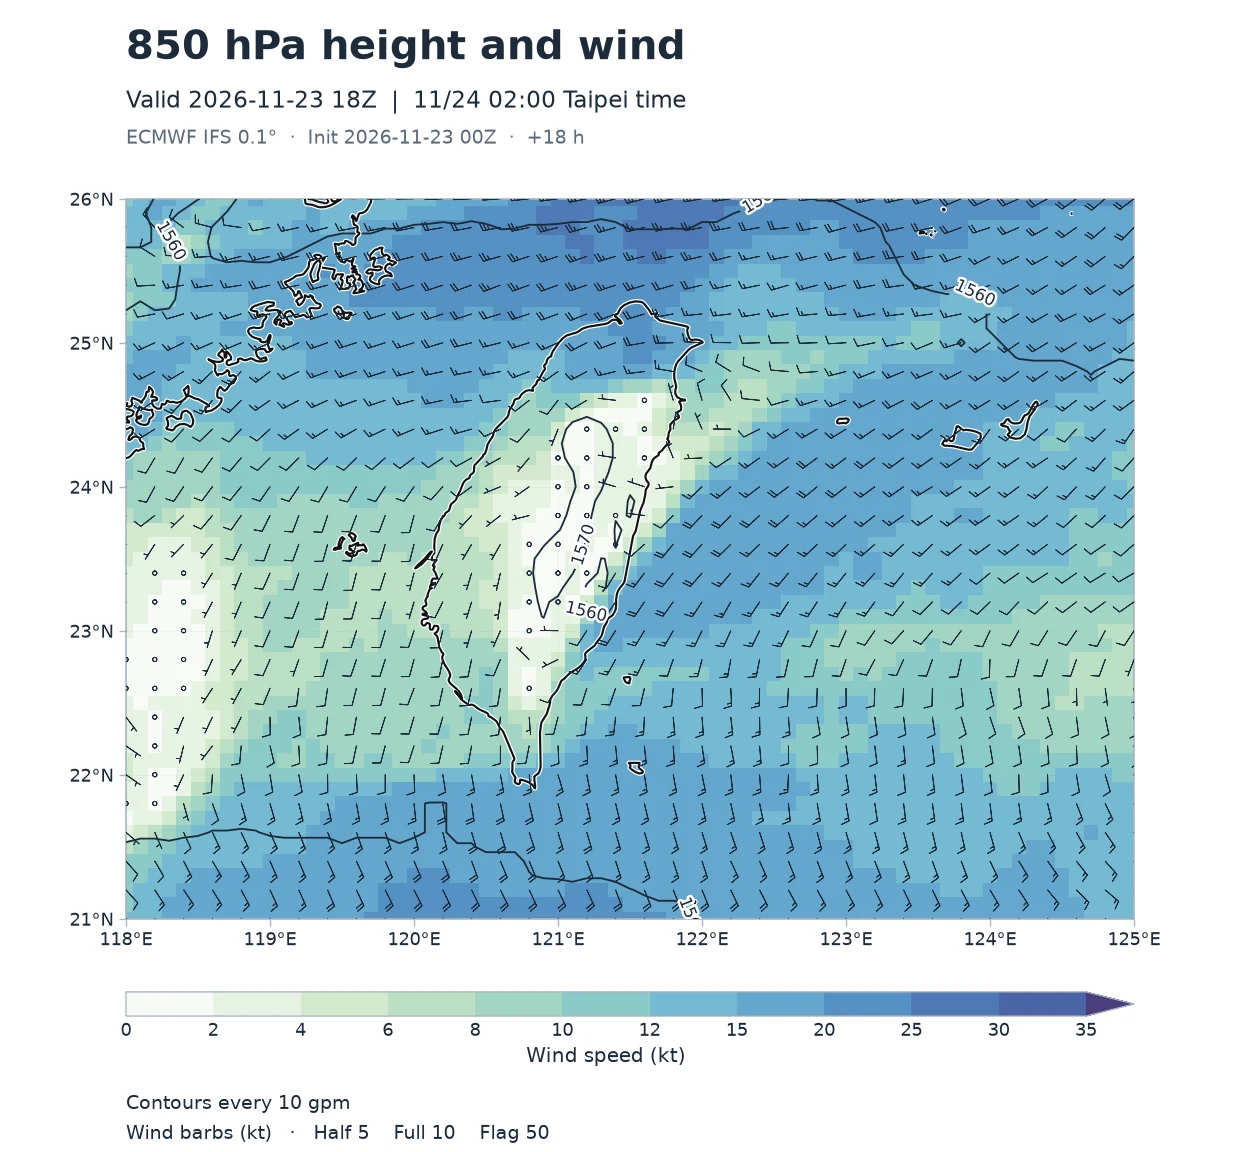 850 hPa height and wind
Valid 2026-11-23 18Z | 11/24 02:00 Taipei time
ECMWF IFS 0.1° · Init 2026-11-23 00Z · +18 h
26°N
25°N
24°N
23°N
22°N
21°N
1560
1560
1570
1560
118°E 119°E 120°E 121°E 122°E 123°E 124°E 125°E
0 2 4 6 8 10 12 15 20 25 30 35
Wind speed (kt)
Contours every 10 gpm
Wind barbs (kt) · Half 5 Full 10 Flag 50